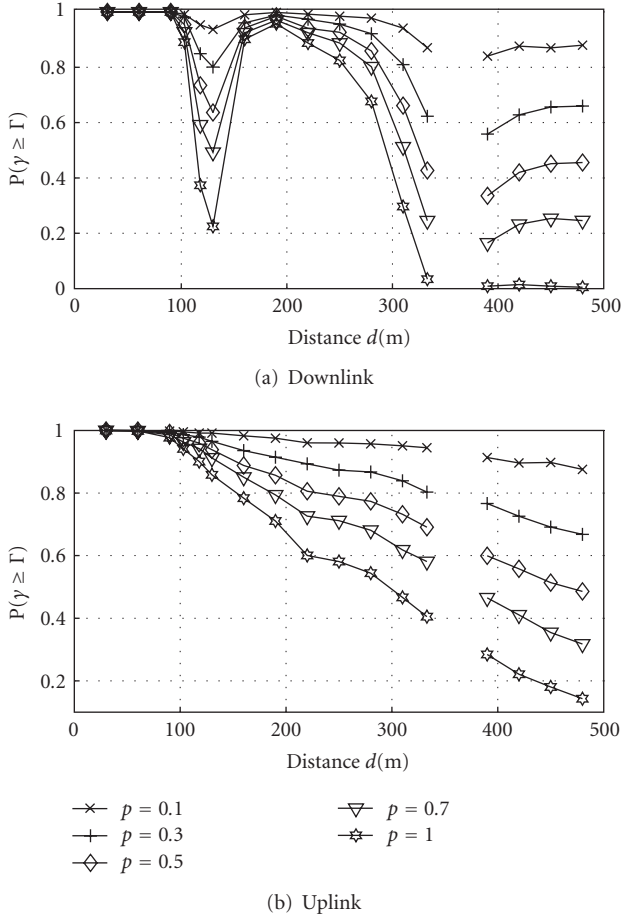 1
0.8
0.6
0.4
0.2
0
P(γ ≥ Γ)
0 100 200 300 400 500
Distance d(m)
(a) Downlink
1
0.8
0.6
0.4
0.2
P(γ ≥ Γ)
0 100 200 300 400 500
Distance d(m)
p = 0.1
p = 0.3
p = 0.5
p = 0.7
p = 1
(b) Uplink